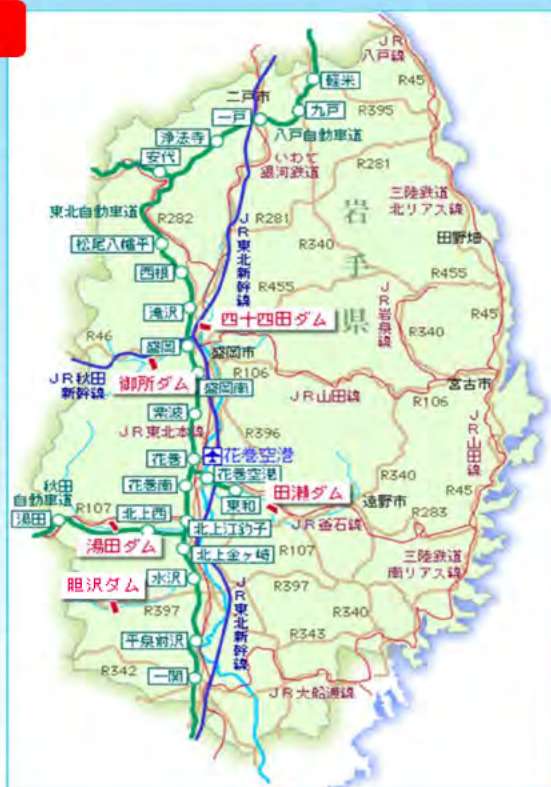 JR
八戸線
軽米
R45
二戸市
一戸
九戸
R395
浄法寺
八戸自動車道
安代
いわて
銀河鉄道
R281
三陸鉄道
北リアス線
東北自動車道
R282
JR東北新幹線
R281
岩手県
田野畑
松尾八幡平
R340
西根
R455
R455
JR岩泉線
滝沢
四十四田ダム
R45
R340
R46
盛岡
盛岡市
JR秋田
新幹線
御所ダム
盛岡南
R106
JR山田線
宮古市
R106
紫波
JR東北本線
R396
JR山田線
花巻
花巻空港
秋田
自動車道
花巻南
花巻空港
田瀬ダム
R340
R45
湯田
R107
北上西
東和
遠野市
R283
北上江釣子
JR釜石線
湯田ダム
北上金ヶ崎
R107
三陸鉄道
南リアス線
胆沢ダム
水沢
R397
R397
JR東北新幹線
R340
平泉前沢
R343
R342
一関
JR大船渡線